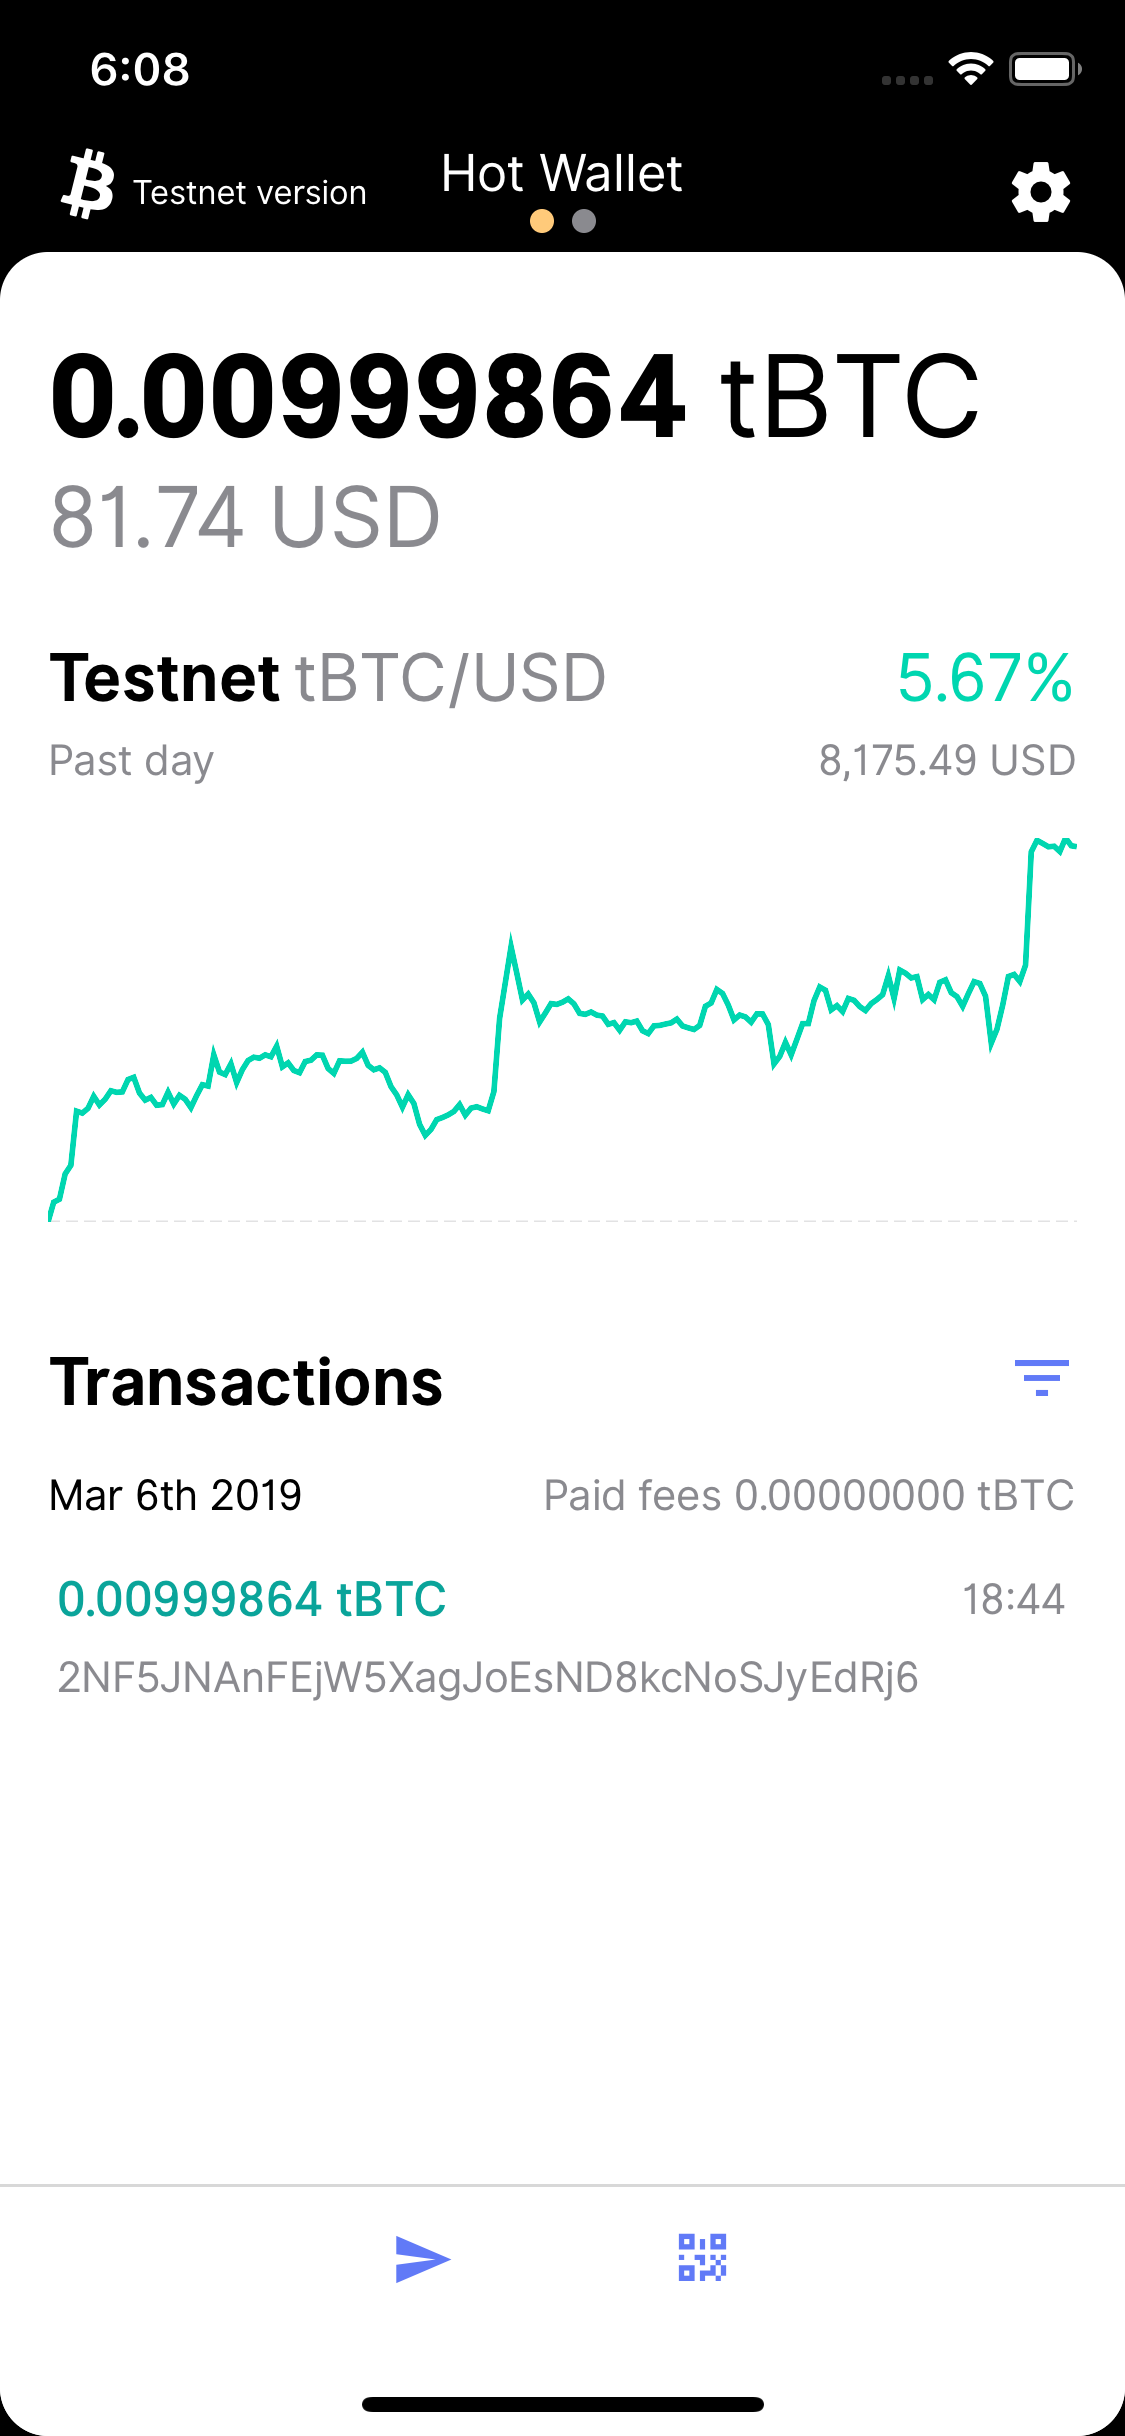 6:08
Testnet version
Hot Wallet
0.00999864 tBTC
81.74 USD
Testnet tBTC/USD 5.67%
Past day 8,175.49 USD
Transactions
Mar 6th 2019 Paid fees 0.00000000 tBTC
0.00999864 tBTC 18:44
2NF5JNAnFEjW5XagJoEsND8kcNoSJyEdRj6